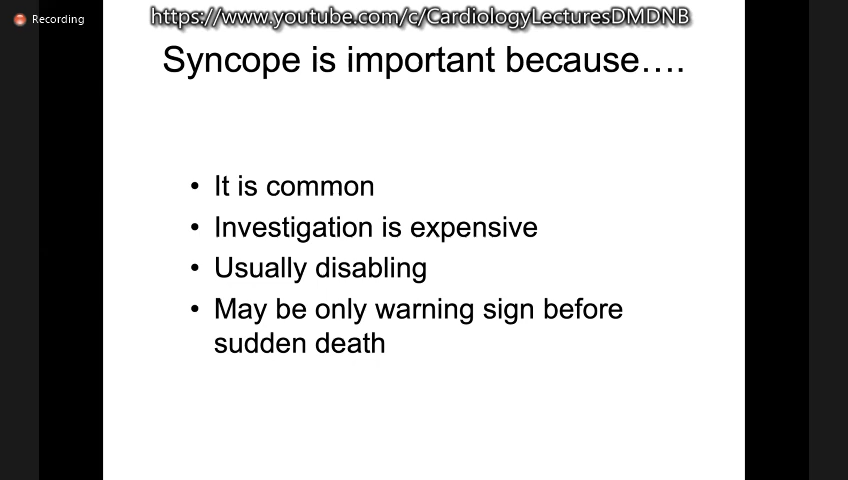 Recording
https://www.youtube.com/c/CardiologyLecturesDMDNB
Syncope is important because….
• It is common
• Investigation is expensive
• Usually disabling
• May be only warning sign before
sudden death